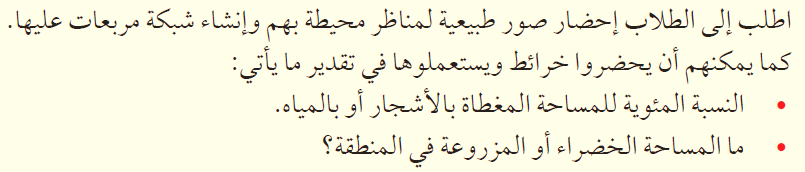 اطلب إلى الطلاب إحضار صور طبيعية لمناظر محيطة بهم وإنشاء شبكة مربعات عليها.
كما يمكنهم أن يحضروا خرائط ويستعملوها في تقدير ما يأتي:
• النسبة المئوية للمساحة المغطاة بالأشجار أو بالمياه.
• ما المساحة الخضراء أو المزروعة في المنطقة؟